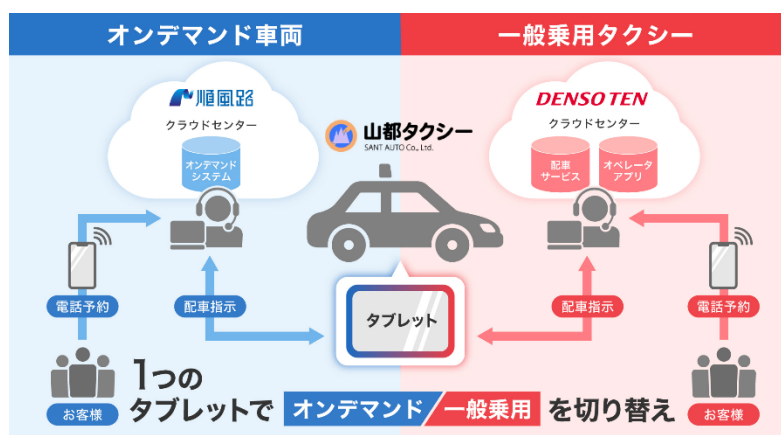 オンデマンド車両
一般乗用タクシー
順風路
クラウドセンター
オンデマンド
システム
山都タクシー
SANTO AUTO Co., Ltd.
DENSO TEN
クラウドセンター
配車
サービス
オペレータ
アプリ
電話予約
配車指示
タブレット
配車指示
電話予約
お客様
1つの
タブレットで オンデマンド/一般乗用 を切り替え
お客様